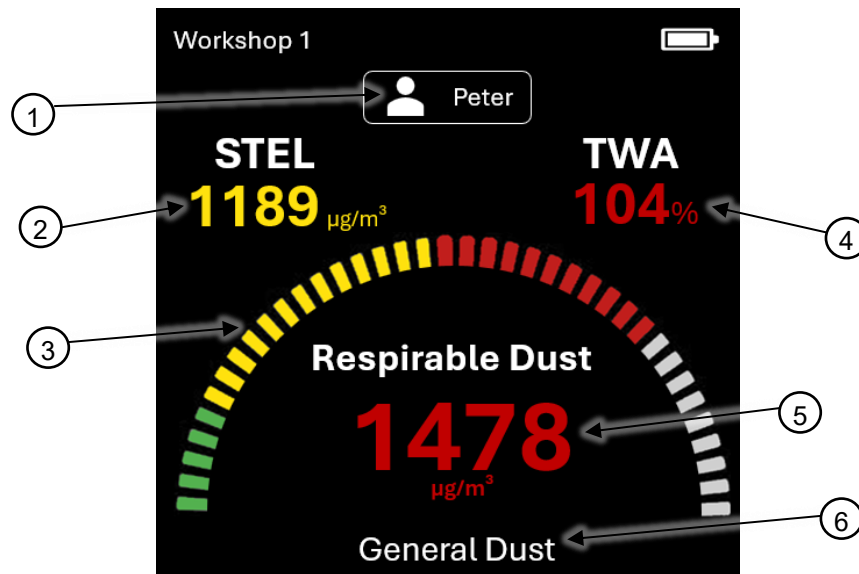 Workshop 1
Peter
1
STEL
TWA
1189 µg/m³
104%
2
4
3
Respirable Dust
1478
5
µg/m³
6
General Dust